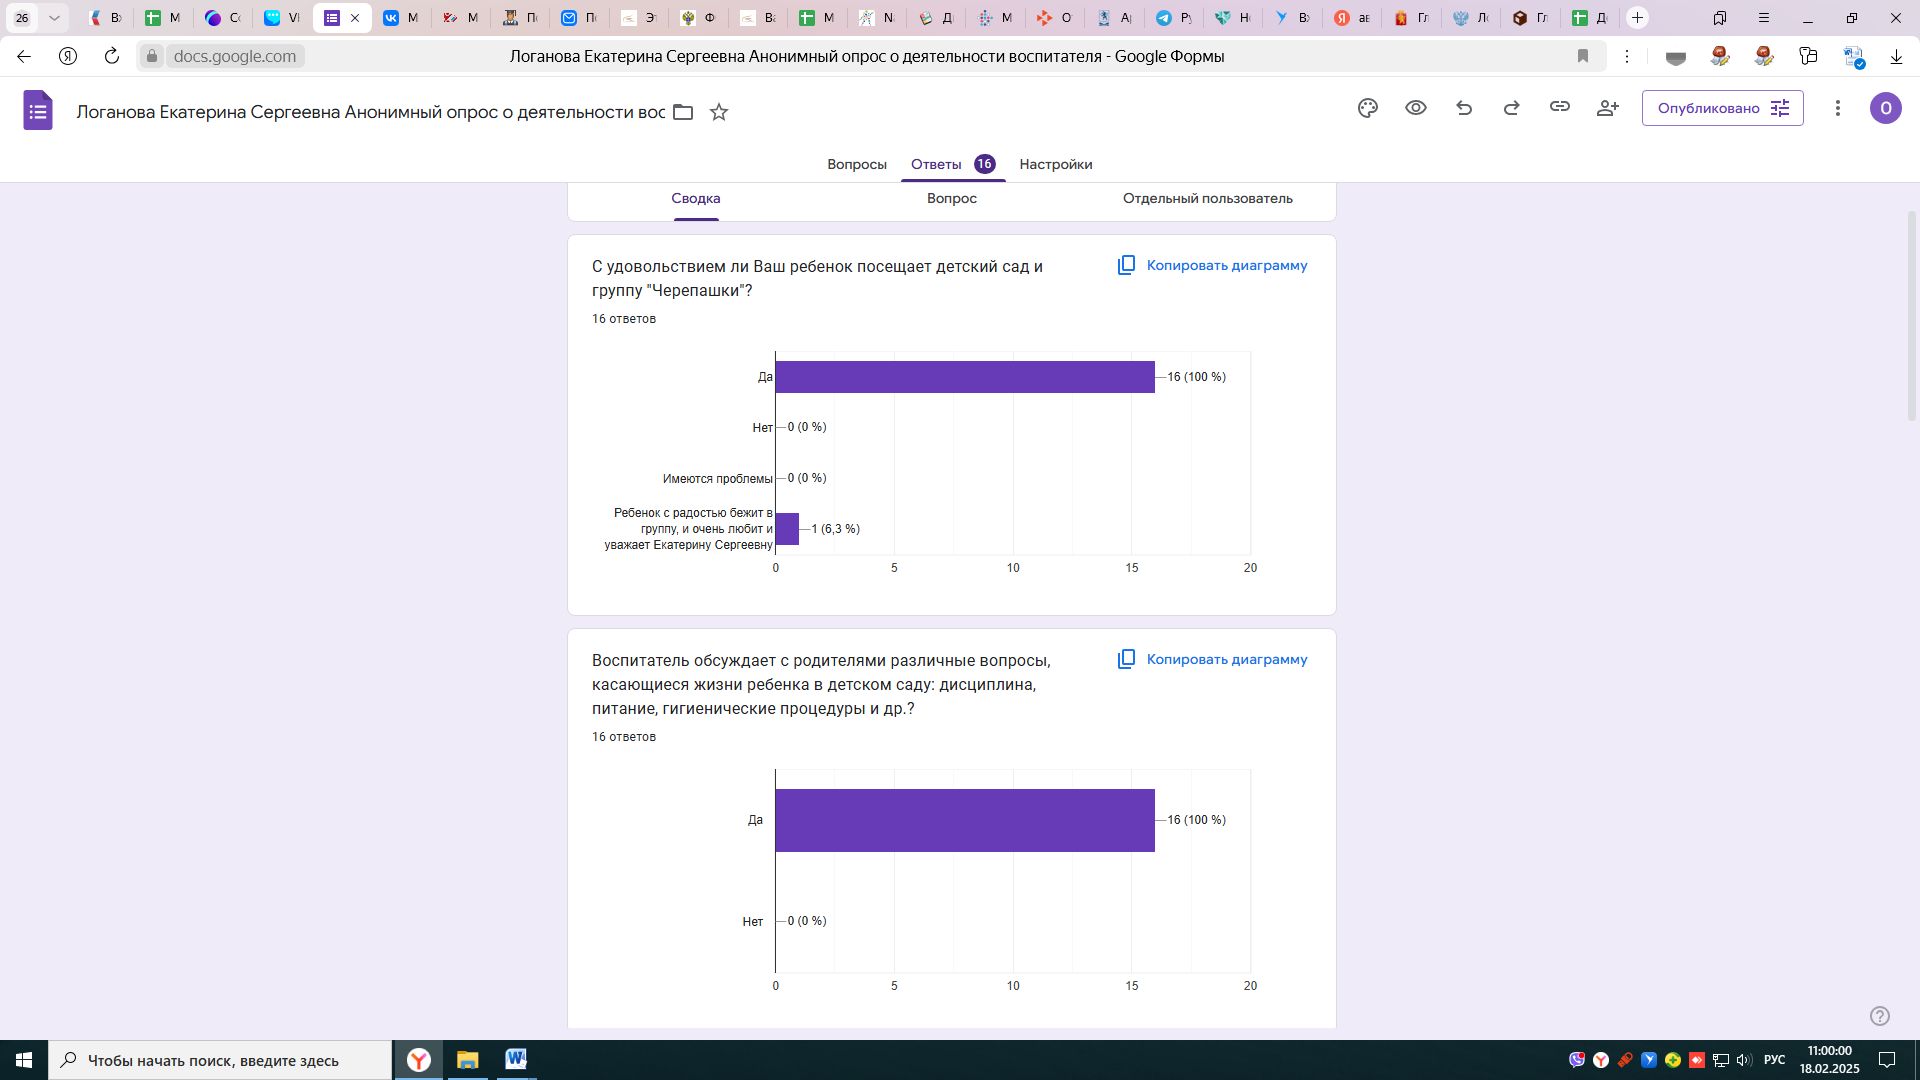 26
docs.google.com
Логанова Екатерина Сергеевна Анонимный опрос о деятельности воспитателя - Google Формы
Логанова Екатерина Сергеевна Анонимный опрос о деятельности вос
Опубликовано
О
Вопросы
Ответы 16
Настройки
Сводка
Вопрос
Отдельный пользователь
С удовольствием ли Ваш ребенок посещает детский сад и
группу "Черепашки"?
Копировать диаграмму
16 ответов
Да
16 (100 %)
Нет
0 (0 %)
Имеются проблемы
0 (0 %)
Ребенок с радостью бежит в
группу, и очень любит и
уважает Екатерину Сергеевну
1 (6,3 %)
0 5 10 15 20
Воспитатель обсуждает с родителями различные вопросы,
касающиеся жизни ребенка в детском саду: дисциплина,
питание, гигиенические процедуры и др.?
Копировать диаграмму
16 ответов
Да
16 (100 %)
Нет
0 (0 %)
0 5 10 15 20
Чтобы начать поиск, введите здесь
РУС
11:00:00
18.02.2025